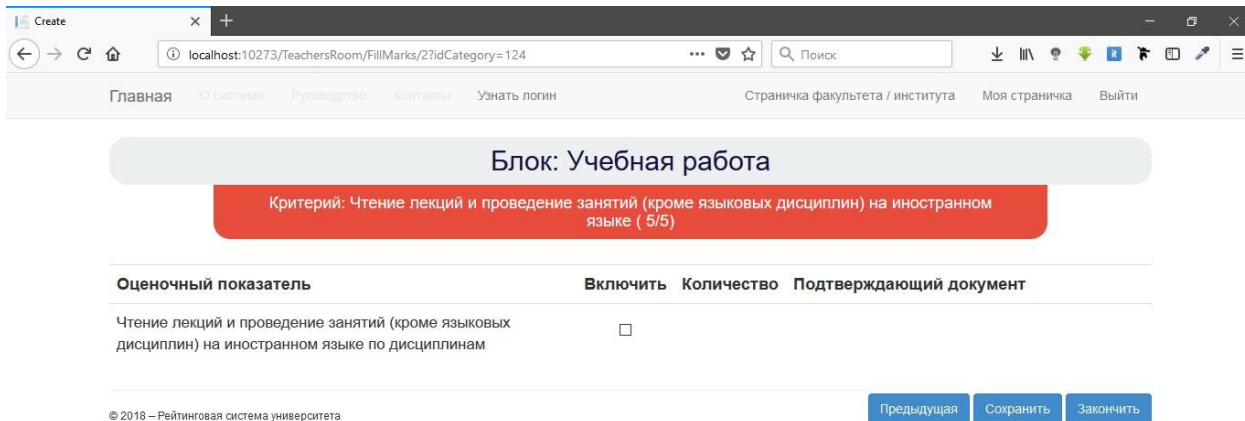 Create
localhost:10273/TeachersRoom/FillMarks/2?idCategory=124
Поиск
Главная О системе Руководство Контакты Узнать логин Страничка факультета / института Моя страничка Выйти
Блок: Учебная работа
Критерий: Чтение лекций и проведение занятий (кроме языковых дисциплин) на иностранном
языке ( 5/5)
Оценочный показатель Включить Количество Подтверждающий документ
Чтение лекций и проведение занятий (кроме языковых
дисциплин) на иностранном языке по дисциплинам
© 2018 – Рейтинговая система университета Предыдущая Сохранить Закончить